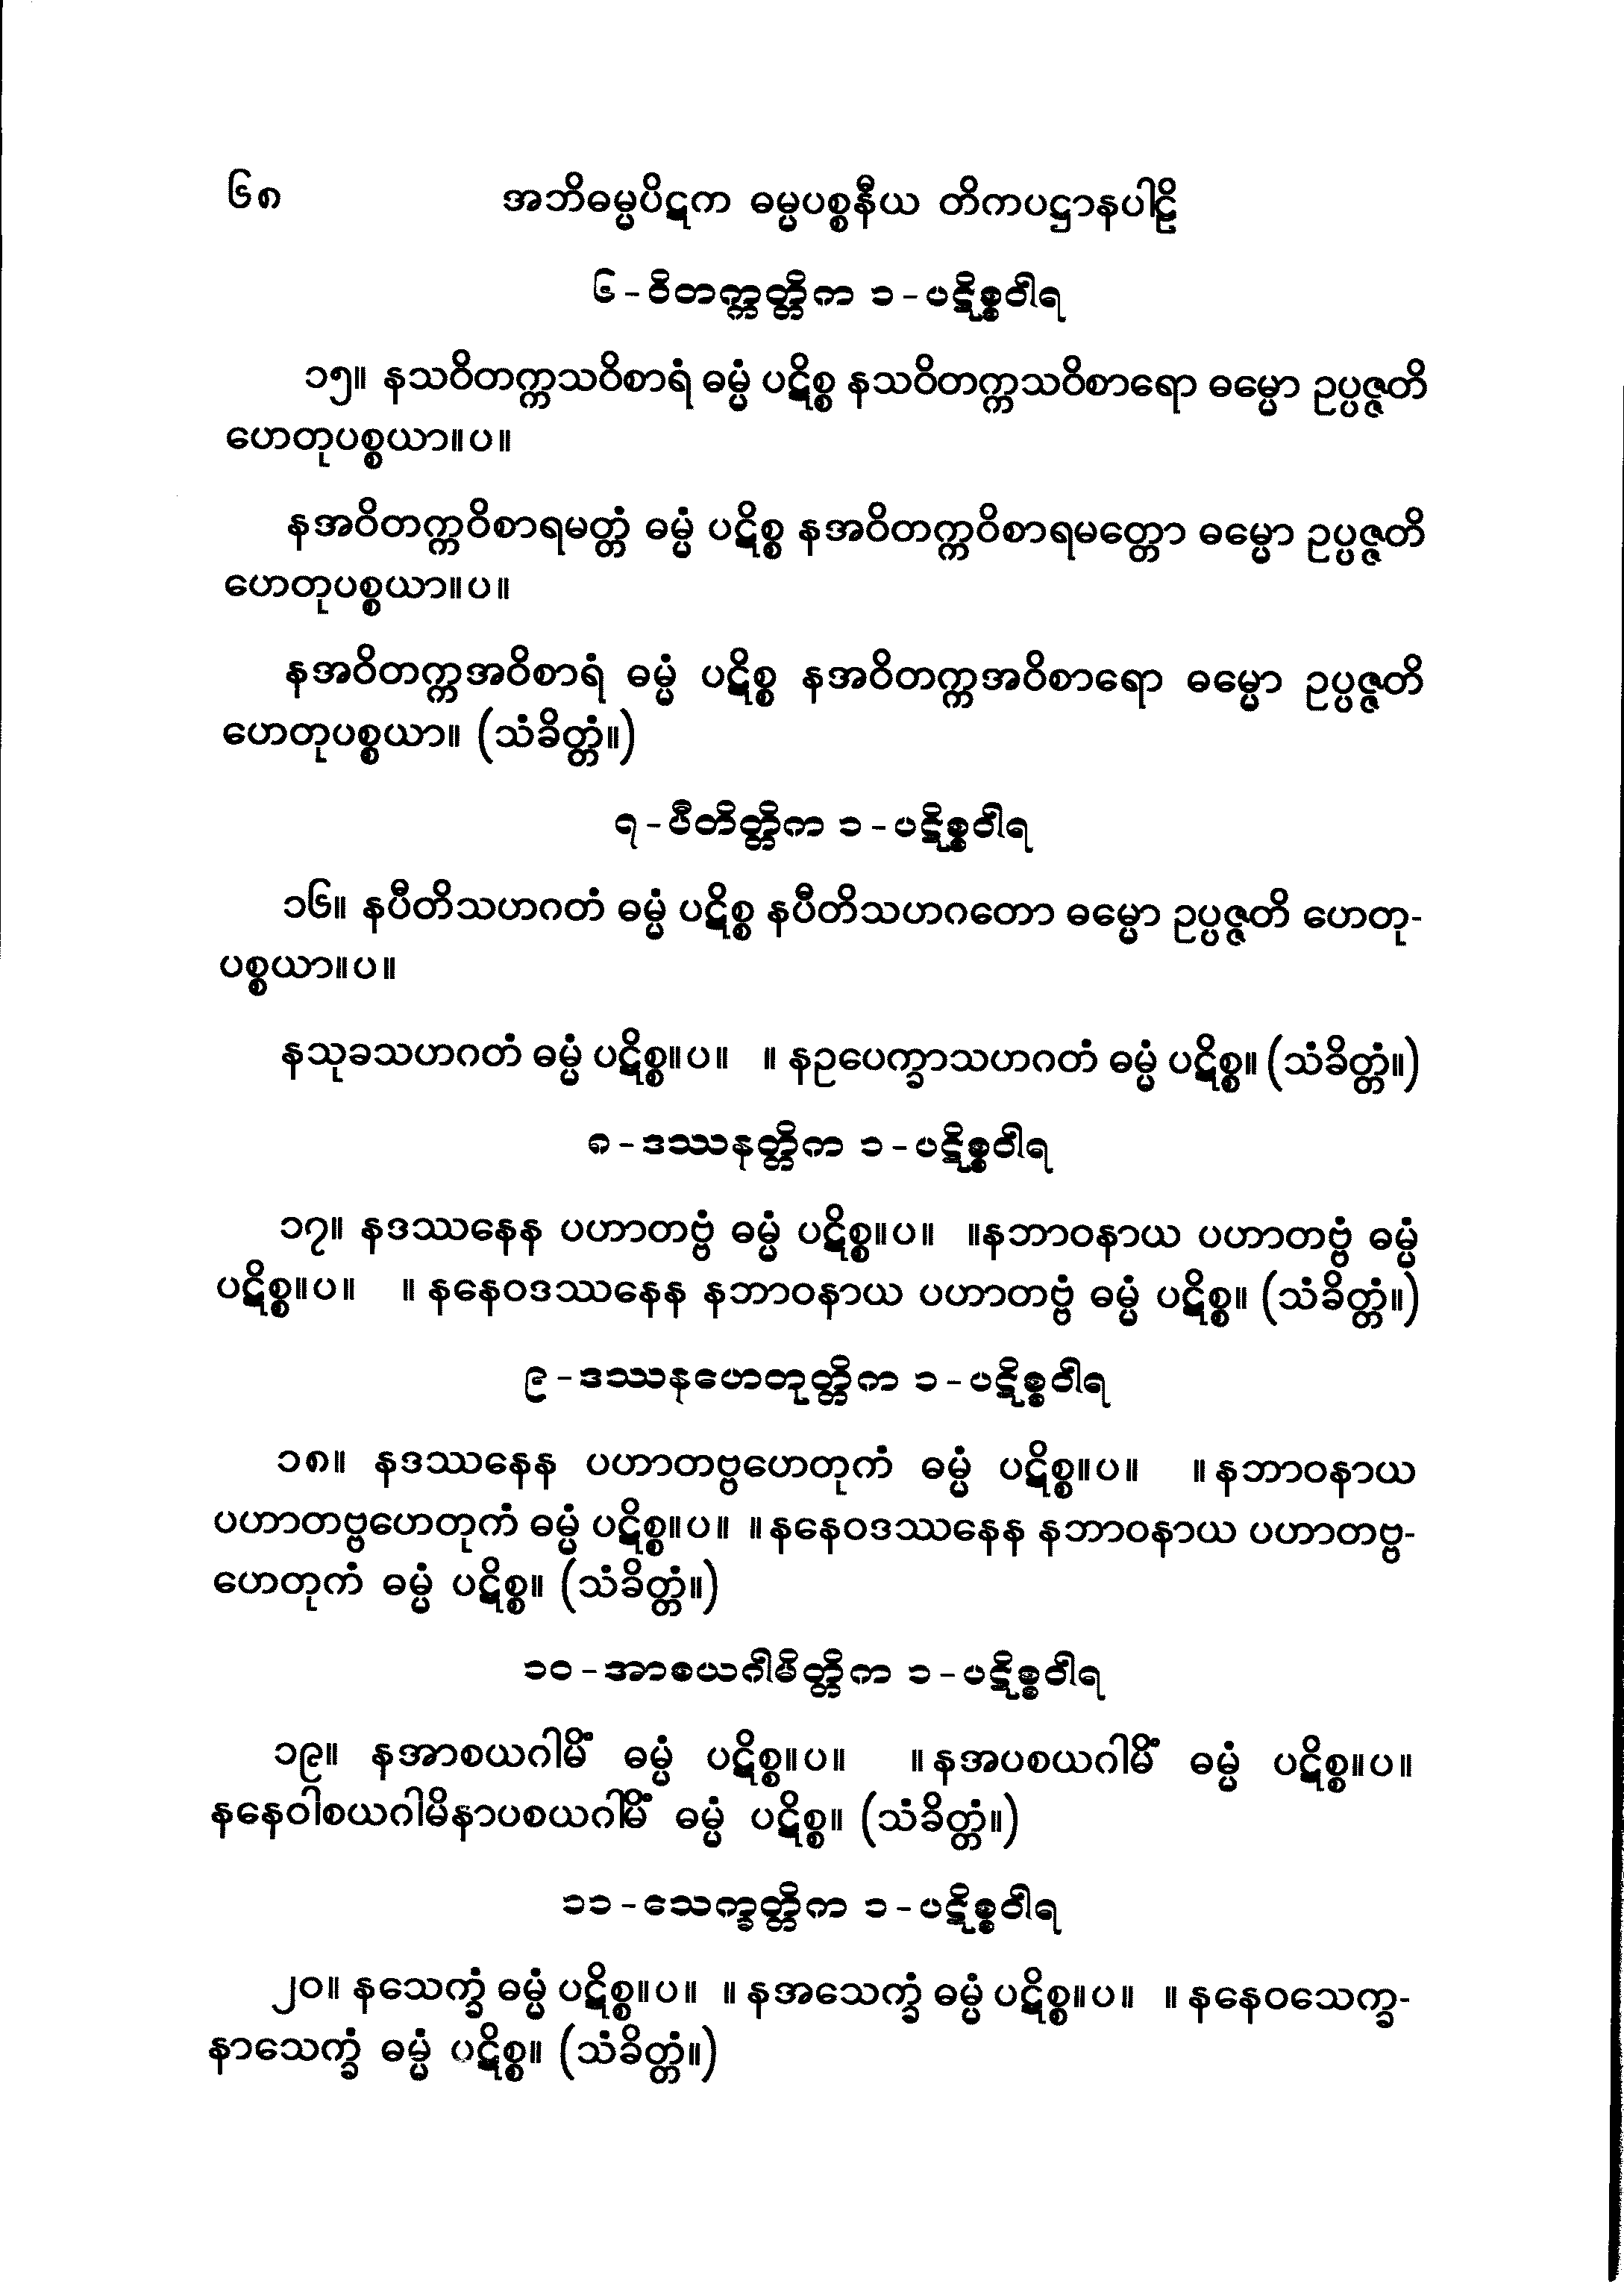 ၆၈ အဘိဓမ္မပိဋက ဓမ္မပစ္စနီယ တိကပဋ္ဌာနပါဠိ
၆-ဝိတက္ကတ္တိက ၁-ပဋိစ္စဝါရ
၁၅။ နသဝိတက္ကသဝိစာရံ ဓမ္မံ ပဋိစ္စ နသဝိတက္ကသဝိစာရော ဓမ္မော ဥပ္ပဇ္ဇတိ
ဟေတုပစ္စယာ။ပ။
နအဝိတက္ကဝိစာရမတ္တံ ဓမ္မံ ပဋိစ္စ နအဝိတက္ကဝိစာရမတ္တော ဓမ္မော ဥပ္ပဇ္ဇတိ
ဟေတုပစ္စယာ။ပ။
နအဝိတက္ကအဝိစာရံ ဓမ္မံ ပဋိစ္စ နအဝိတက္ကအဝိစာရော ဓမ္မော ဥပ္ပဇ္ဇတိ
ဟေတုပစ္စယာ။ (သံခိတ္တံ။)
၇-ပီတိတ္တိက ၁-ပဋိစ္စဝါရ
၁၆။ နပီတိသဟဂတံ ဓမ္မံ ပဋိစ္စ နပီတိသဟဂတော ဓမ္မော ဥပ္ပဇ္ဇတိ ဟေတု-
ပစ္စယာ။ပ။
နသုခသဟဂတံ ဓမ္မံ ပဋိစ္စ။ပ။ ။ နဥပေက္ခာသဟဂတံ ဓမ္မံ ပဋိစ္စ။ (သံခိတ္တံ။)
၈-ဒဿနတ္တိက ၁-ပဋိစ္စဝါရ
၁၇။ နဒဿနေန ပဟာတဗ္ဗံ ဓမ္မံ ပဋိစ္စ။ပ။ ။နဘာဝနာယ ပဟာတဗ္ဗံ ဓမ္မံ
ပဋိစ္စ။ပ။ ။ နနေဝဒဿနေန နဘာဝနာယ ပဟာတဗ္ဗံ ဓမ္မံ ပဋိစ္စ။ (သံခိတ္တံ။)
၉-ဒဿနဟေတုတ္တိက ၁-ပဋိစ္စဝါရ
၁၈။ နဒဿနေန ပဟာတဗ္ဗဟေတုကံ ဓမ္မံ ပဋိစ္စ။ပ။ ။နဘာဝနာယ
ပဟာတဗ္ဗဟေတုကံ ဓမ္မံ ပဋိစ္စ။ပ။ ။နနေဝဒဿနေန နဘာဝနာယ ပဟာတဗ္ဗ-
ဟေတုကံ ဓမ္မံ ပဋိစ္စ။ (သံခိတ္တံ။)
၁၀-အာစယဂါမိတ္တိက ၁-ပဋိစ္စဝါရ
၁၉။ နအာစယဂါမိံ ဓမ္မံ ပဋိစ္စ။ပ။ ။နအပစယဂါမိံ ဓမ္မံ ပဋိစ္စ။ပ။
နနေဝါစယဂါမိနာပစယဂါမိံ ဓမ္မံ ပဋိစ္စ။ (သံခိတ္တံ။)
၁၁-သေက္ခတ္တိက ၁-ပဋိစ္စဝါရ
၂၀။ နသေက္ခံ ဓမ္မံ ပဋိစ္စ။ပ။ ။နအသေက္ခံ ဓမ္မံ ပဋိစ္စ။ပ။ ။နနေဝသေက္ခ-
နာသေက္ခံ ဓမ္မံ ပဋိစ္စ။ (သံခိတ္တံ။)